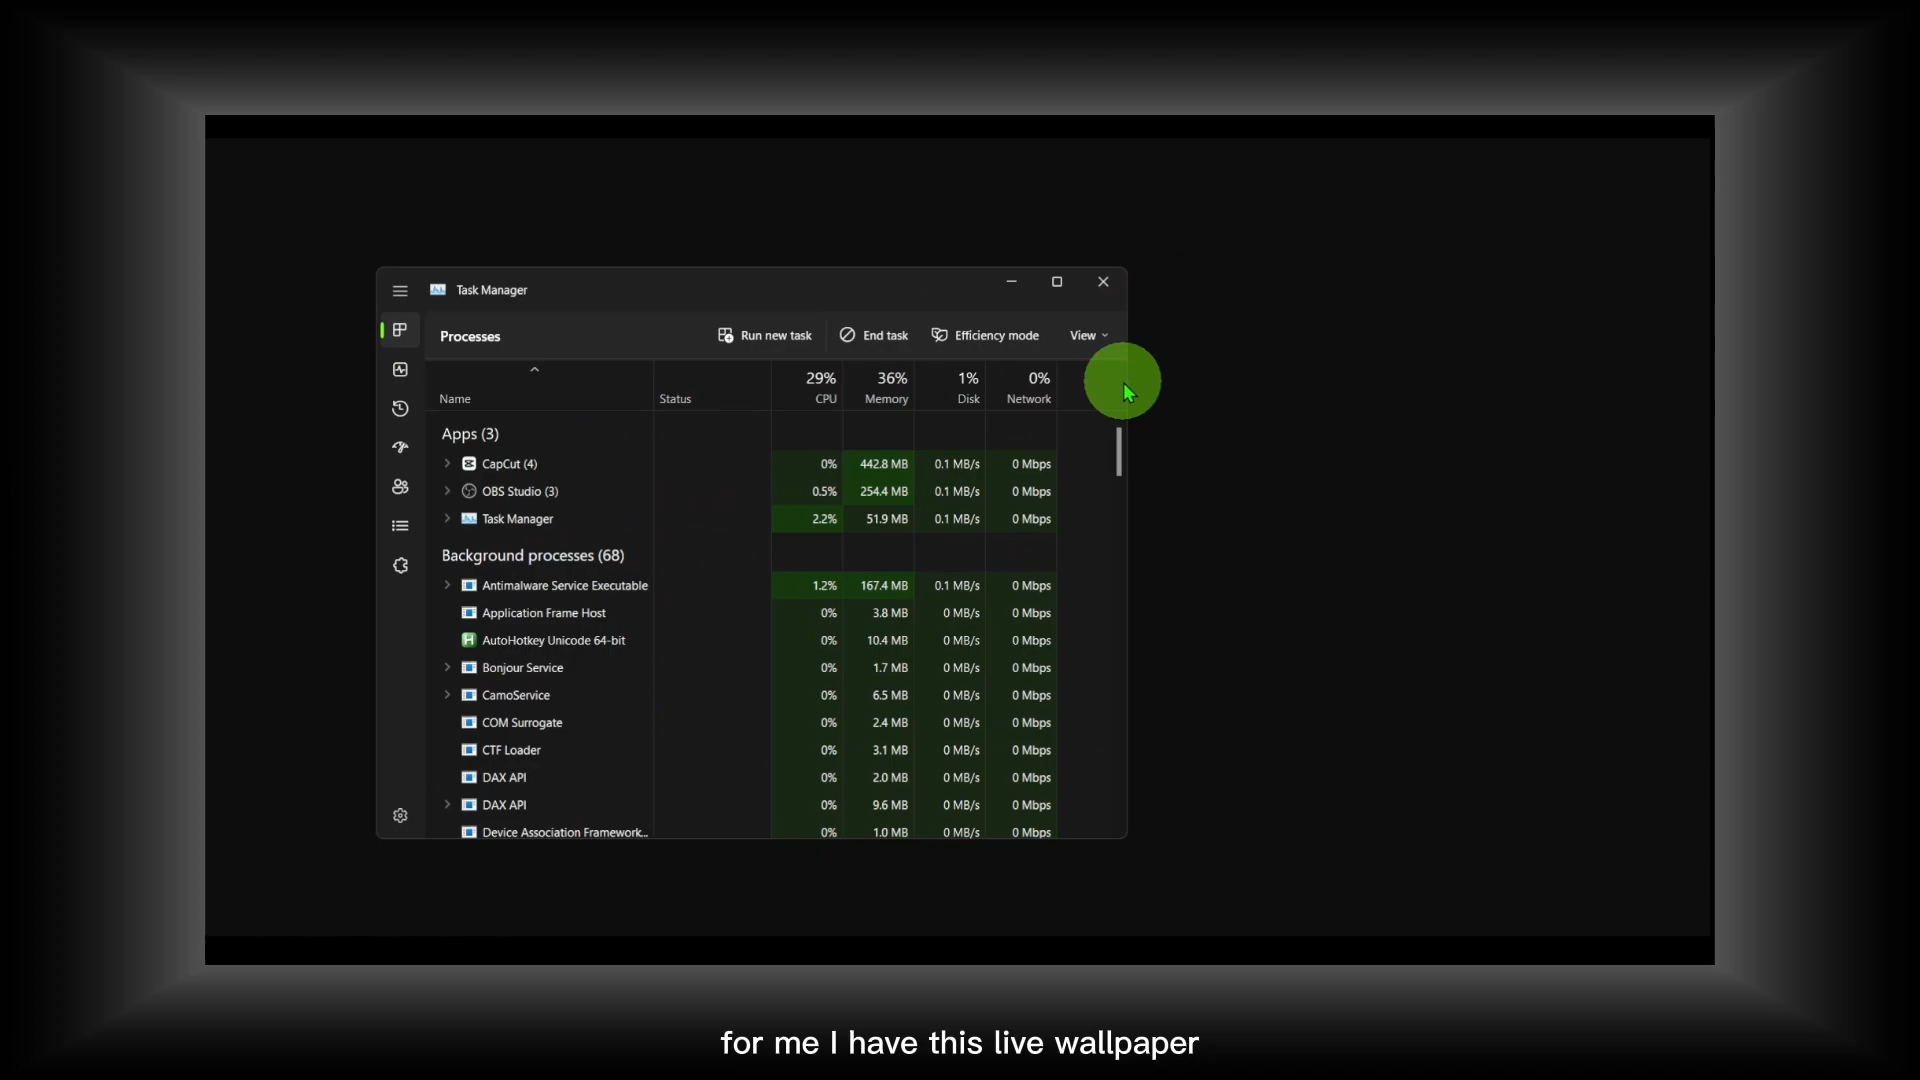 Task Manager
Processes
Run new task
End task
Efficiency mode
View
29% 36% 1% 0%
Name Status CPU Memory Disk Network
Apps (3)
CapCut (4) 0% 442.8 MB 0.1 MB/s 0 Mbps
OBS Studio (3) 0.5% 254.4 MB 0.1 MB/s 0 Mbps
Task Manager 2.2% 51.9 MB 0.1 MB/s 0 Mbps
Background processes (68)
Antimalware Service Executable 1.2% 167.4 MB 0.1 MB/s 0 Mbps
Application Frame Host 0% 3.8 MB 0 MB/s 0 Mbps
AutoHotkey Unicode 64-bit 0% 10.4 MB 0 MB/s 0 Mbps
Bonjour Service 0% 1.7 MB 0 MB/s 0 Mbps
CamoService 0% 6.5 MB 0 MB/s 0 Mbps
COM Surrogate 0% 2.4 MB 0 MB/s 0 Mbps
CTF Loader 0% 3.1 MB 0 MB/s 0 Mbps
DAX API 0% 2.0 MB 0 MB/s 0 Mbps
DAX API 0% 9.6 MB 0 MB/s 0 Mbps
Device Association Framework... 0% 1.0 MB 0 MB/s 0 Mbps
for me I have this live wallpaper